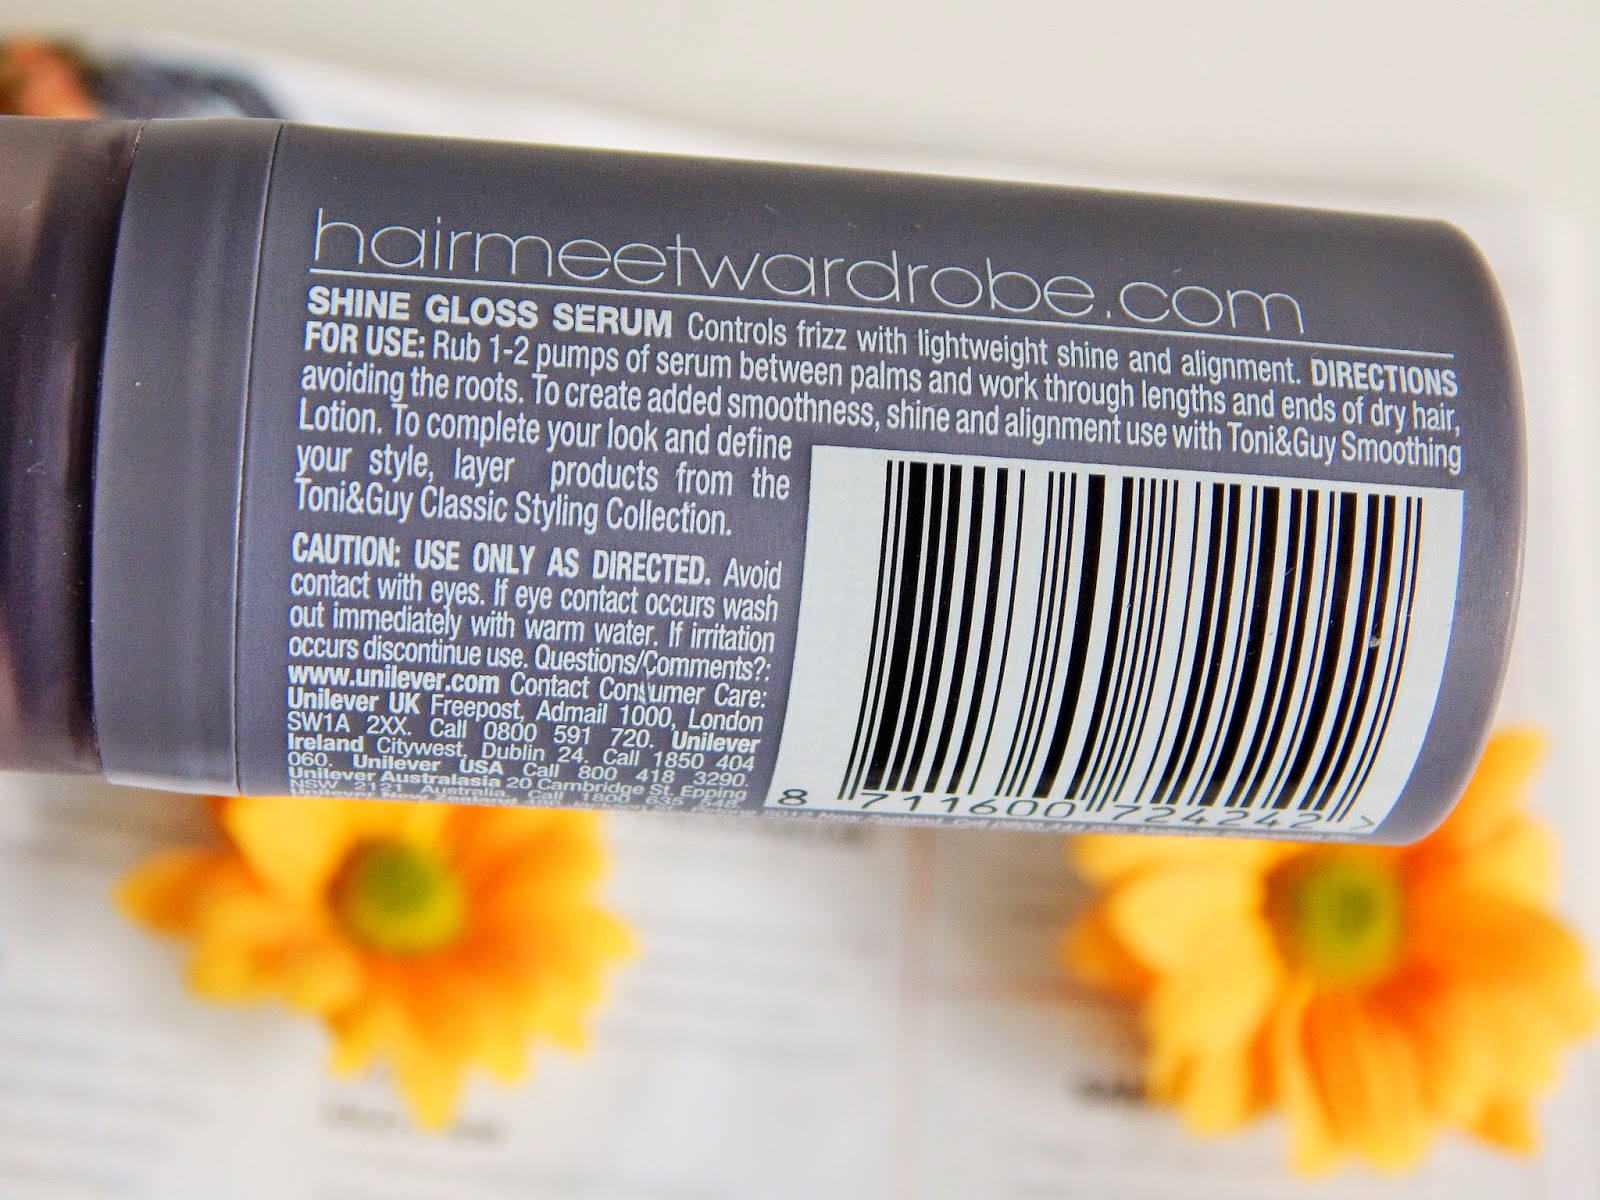 hairmeetwardrobe.com
SHINE GLOSS SERUM Controls frizz with lightweight shine and alignment. DIRECTIONS
FOR USE: Rub 1-2 pumps of serum between palms and work through lengths and ends of dry hair,
avoiding the roots. To create added smoothness, shine and alignment use with Toni&Guy Smoothing
Lotion. To complete your look and define
your style, layer products from the
Toni&Guy Classic Styling Collection.
CAUTION: USE ONLY AS DIRECTED. Avoid
contact with eyes. If eye contact occurs wash
out immediately with warm water. If irritation
occurs discontinue use. Questions/Comments?:
www.unilever.com Contact Consumer Care:
Unilever UK Freepost, Admail 1000, London
SW1A 2XX. Call 0800 591 720. Unilever
Ireland Citywest, Dublin 24. Call 1850 404
060. Unilever USA Call 800 418 3290.
Unilever Australasia 20 Cambridge St. Epping
NSW 2121 Australia. Call 1800 635 548
8 711600 724242 >